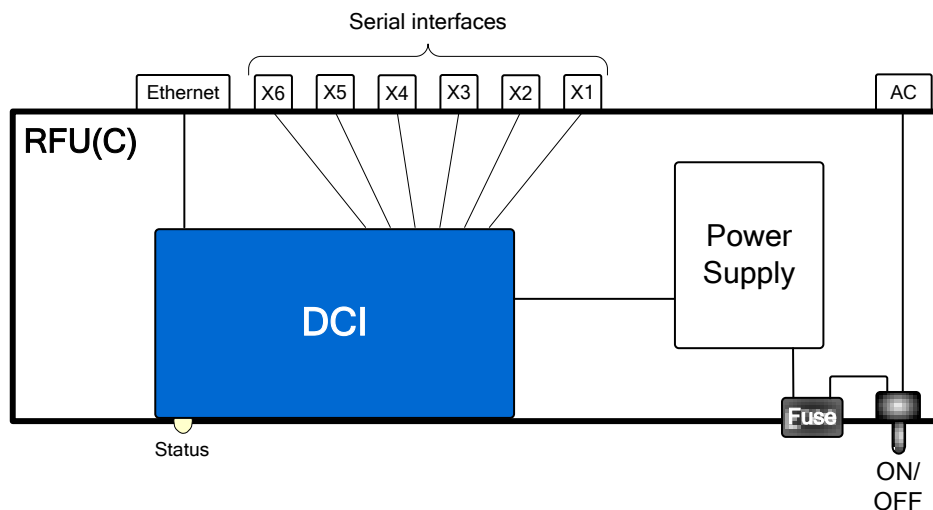 Serial interfaces
Ethernet
X6
X5
X4
X3
X2
X1
AC
RFU(C)
Power
Supply
DCI
Fuse
Status
ON/
OFF